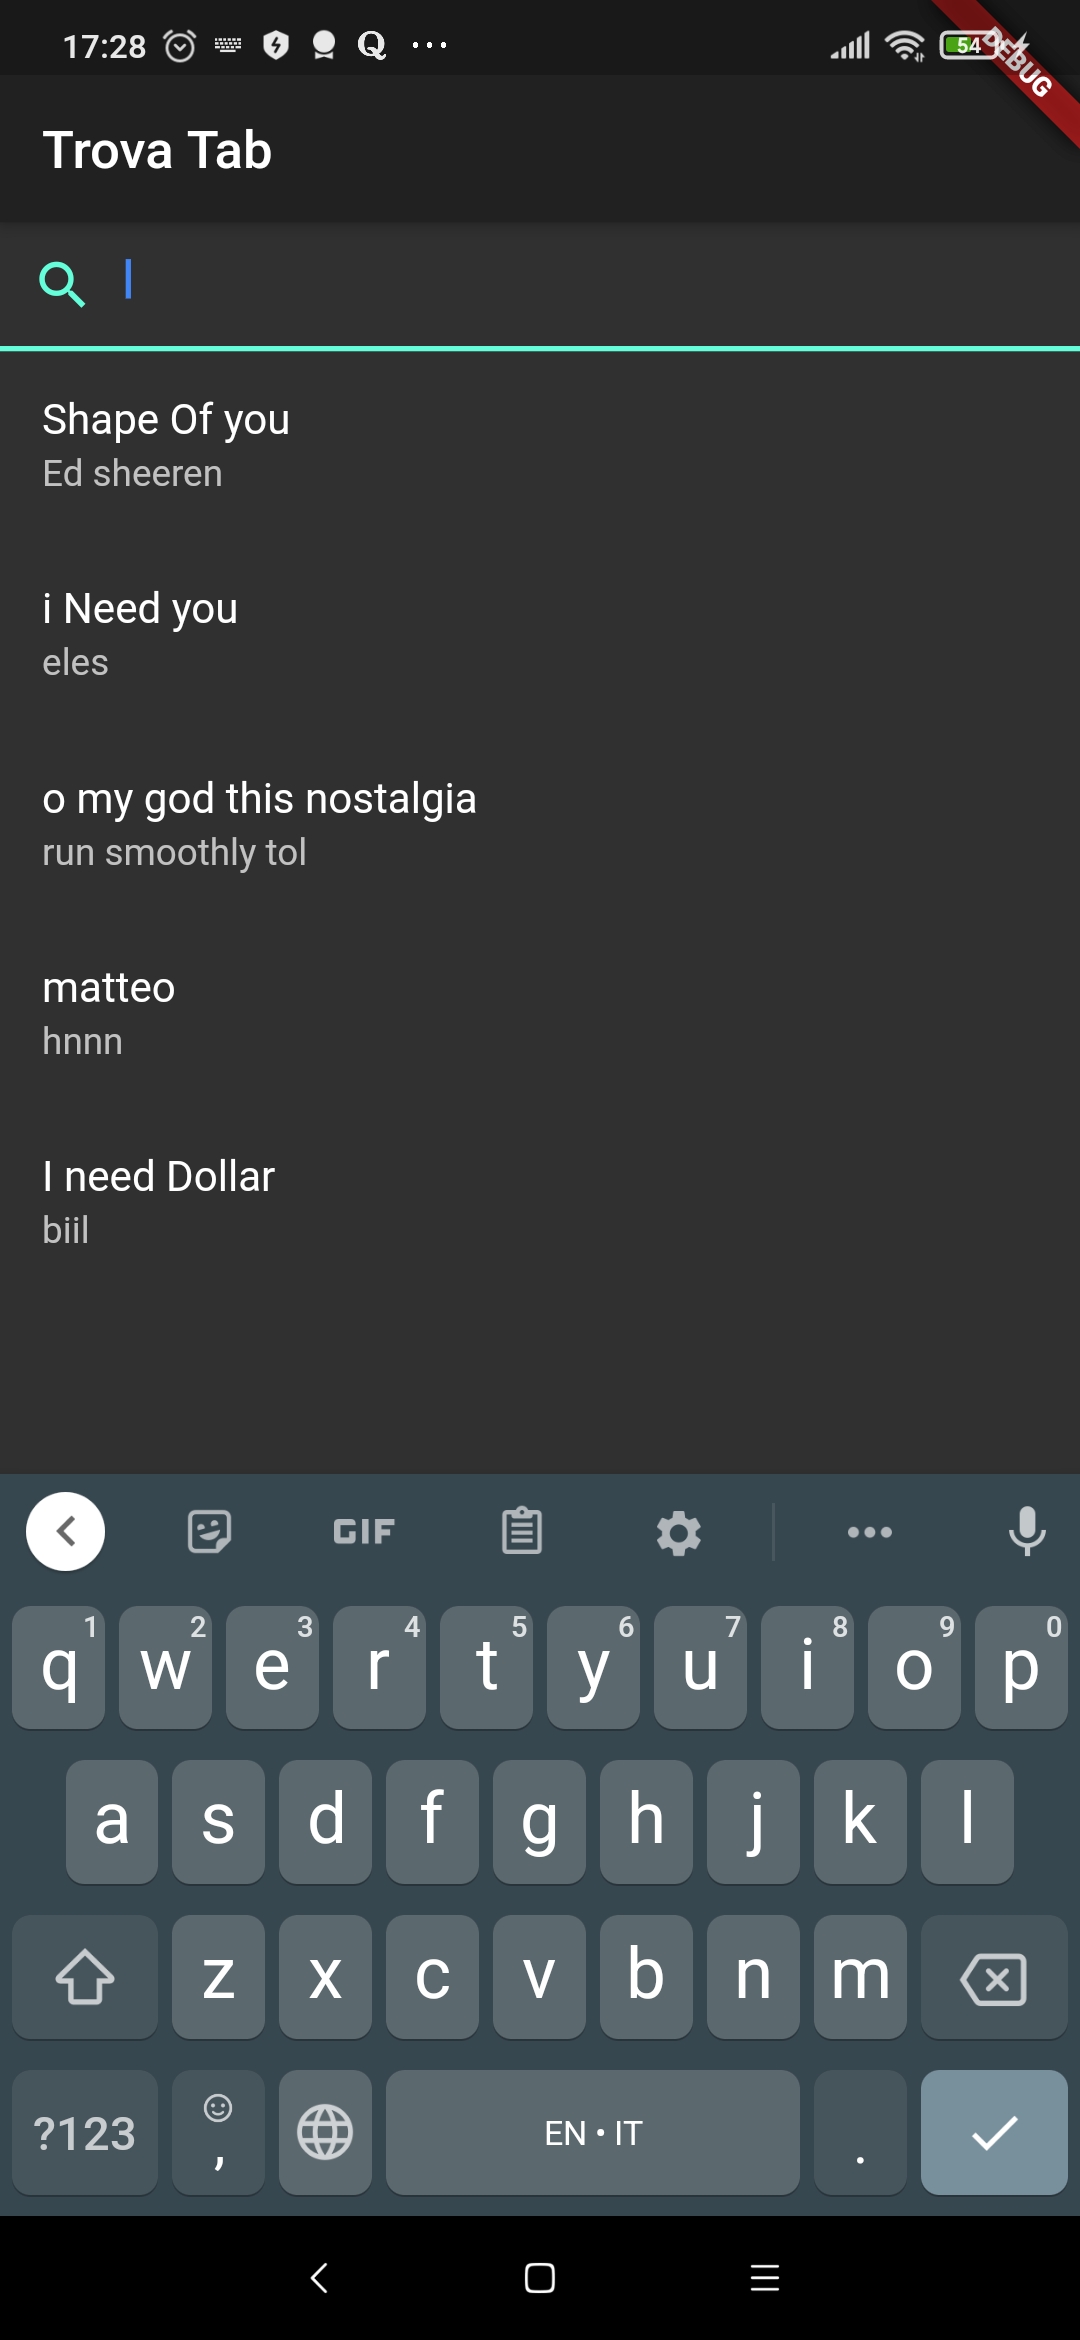 17:28
54
DEBUG
Trova Tab
Shape Of you
Ed sheeren
i Need you
eles
o my god this nostalgia
run smoothly tol
matteo
hnnn
I need Dollar
biil
GIF
1 2 3 4 5 6 7 8 9 0
q w e r t y u i o p
a s d f g h j k l
z x c v b n m
?123 , EN • IT .